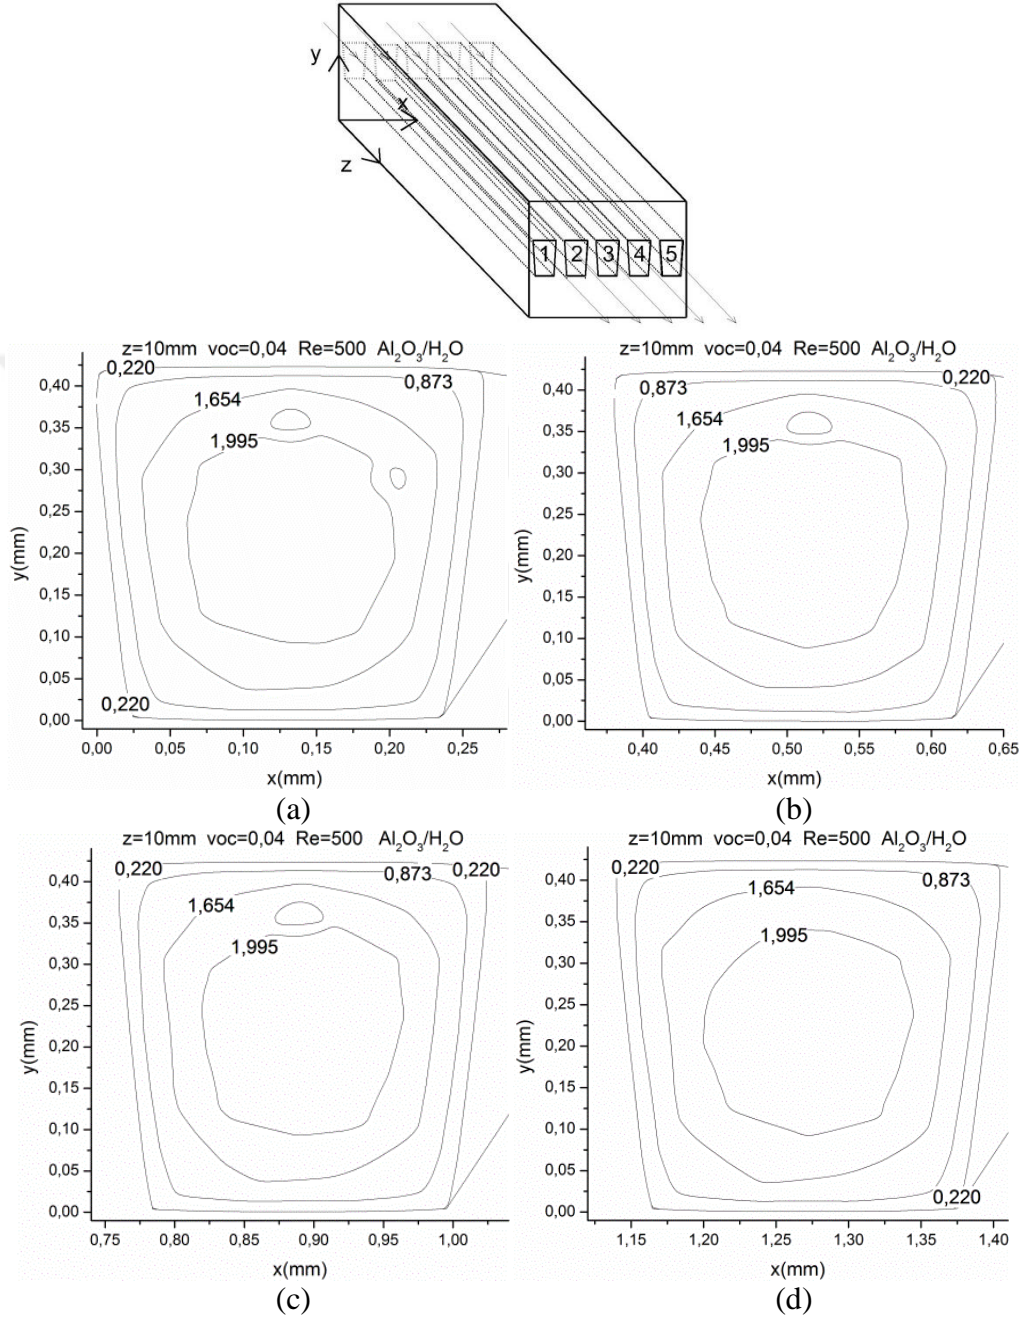 y
x
z
1 2 3 4 5
z=10mm voc=0,04 Re=500 Al₂O₃/H₂O
0,220
0,873
1,654
1,995
0,220
y(mm)
0,40
0,35
0,30
0,25
0,20
0,15
0,10
0,05
0,00
0,00 0,05 0,10 0,15 0,20 0,25
x(mm)
(a)
z=10mm voc=0,04 Re=500 Al₂O₃/H₂O
0,220
0,873
1,654
1,995
y(mm)
0,40
0,35
0,30
0,25
0,20
0,15
0,10
0,05
0,00
0,40 0,45 0,50 0,55 0,60 0,65
x(mm)
(b)
z=10mm voc=0,04 Re=500 Al₂O₃/H₂O
0,220
0,873
0,220
1,654
1,995
y(mm)
0,40
0,35
0,30
0,25
0,20
0,15
0,10
0,05
0,00
0,75 0,80 0,85 0,90 0,95 1,00
x(mm)
(c)
z=10mm voc=0,04 Re=500 Al₂O₃/H₂O
0,220
0,873
1,654
1,995
0,220
y(mm)
0,40
0,35
0,30
0,25
0,20
0,15
0,10
0,05
0,00
1,15 1,20 1,25 1,30 1,35 1,40
x(mm)
(d)